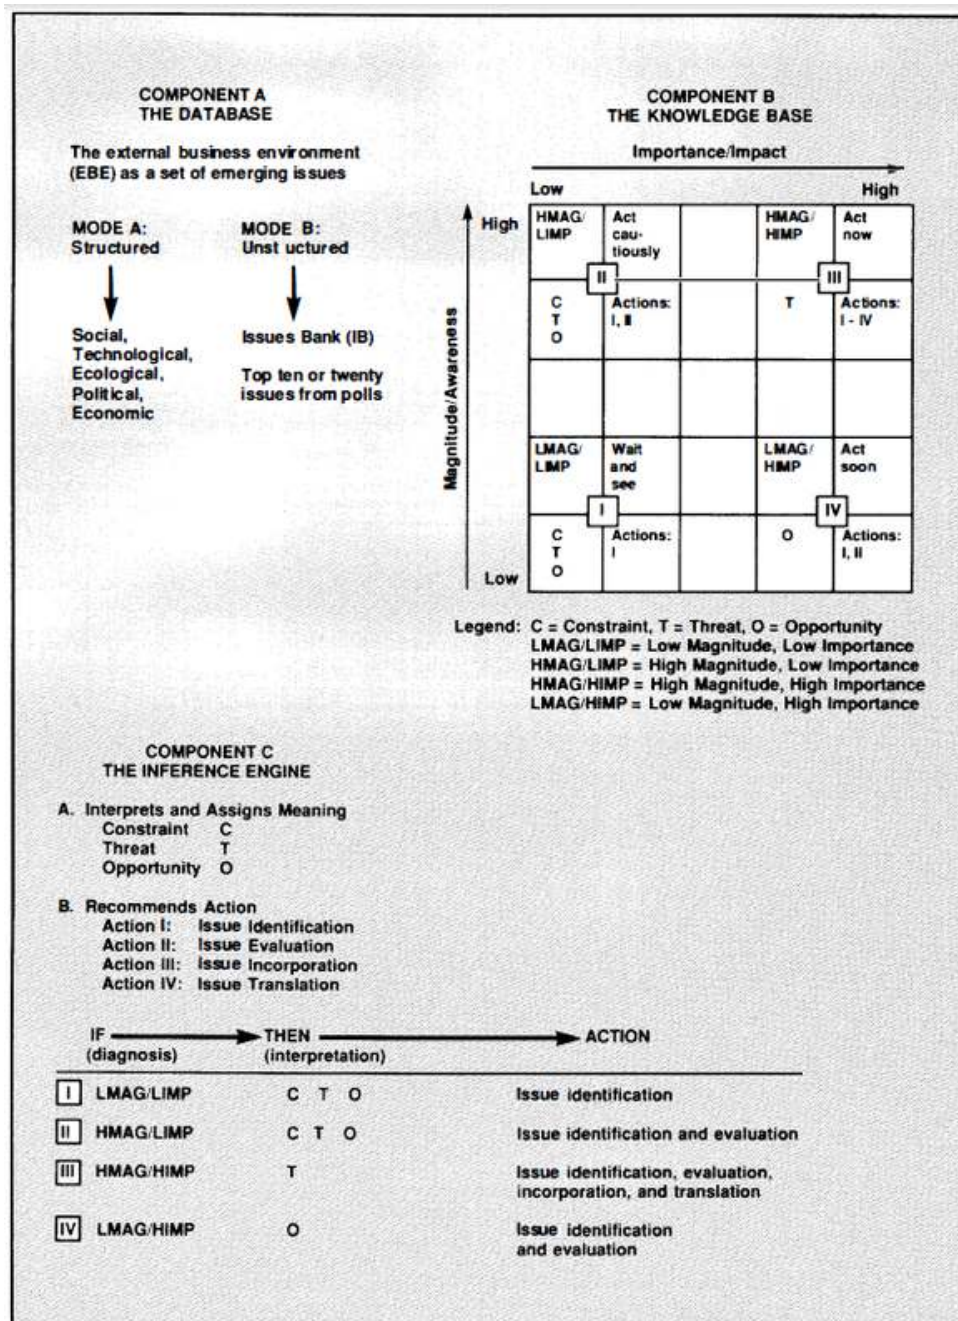 COMPONENT A
THE DATABASE
The external business environment
(EBE) as a set of emerging issues
MODE A:
Structured
MODE B:
Unst uctured
Social,
Technological,
Ecological,
Political,
Economic
Issues Bank (IB)
Top ten or twenty
issues from polls
COMPONENT B
THE KNOWLEDGE BASE
Importance/Impact
Low
High
Magnitude/Awareness
High
Low
HMAG/
LIMP
Act
cau-
tiously
II
C
T
O
Actions:
I, II
HMAG/
HIMP
Act
now
III
T
Actions:
I - IV
LMAG/
LIMP
Wait
and
see
I
C
T
O
Actions:
I
LMAG/
HIMP
Act
soon
IV
O
Actions:
I, II
Legend: C = Constraint, T = Threat, O = Opportunity
LMAG/LIMP = Low Magnitude, Low Importance
HMAG/LIMP = High Magnitude, Low Importance
HMAG/HIMP = High Magnitude, High Importance
LMAG/HIMP = Low Magnitude, High Importance
COMPONENT C
THE INFERENCE ENGINE
A. Interprets and Assigns Meaning
Constraint C
Threat T
Opportunity O
B. Recommends Action
Action I: Issue Identification
Action II: Issue Evaluation
Action III: Issue Incorporation
Action IV: Issue Translation
IF THEN ACTION
(diagnosis) (interpretation)
I LMAG/LIMP C T O Issue identification
II HMAG/LIMP C T O Issue identification and evaluation
III HMAG/HIMP T Issue identification, evaluation,
incorporation, and translation
IV LMAG/HIMP O Issue identification
and evaluation